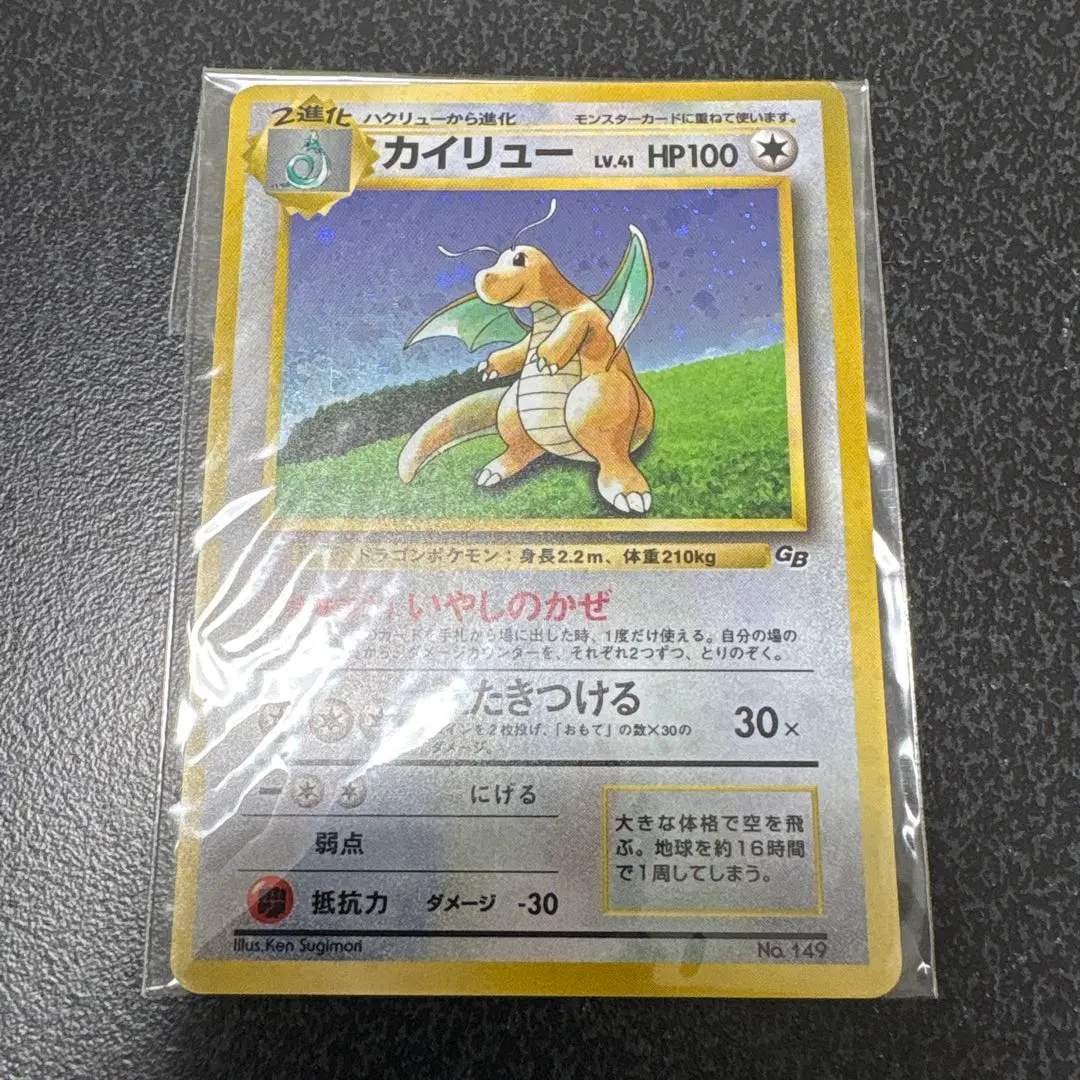 2進化 ハクリューから進化 モンスターカードに重ねて使います。
カイリュー LV.41 HP100
ドラゴンポケモン：身長2.2m、体重210kg GB
いやしのかぜ
のカードを手札から場に出した時、1度だけ使える。自分の場の
ダメージカウンターを、それぞれ2つずつ、とりのぞく。
たきつける 30×
インを2枚投げ、「おもて」の数×30の
ダメージ。
にげる
弱点
抵抗力 ダメージ -30
大きな体格で空を飛
ぶ。地球を約16時間
で1周してしまう。
Illus. Ken Sugimori No. 149